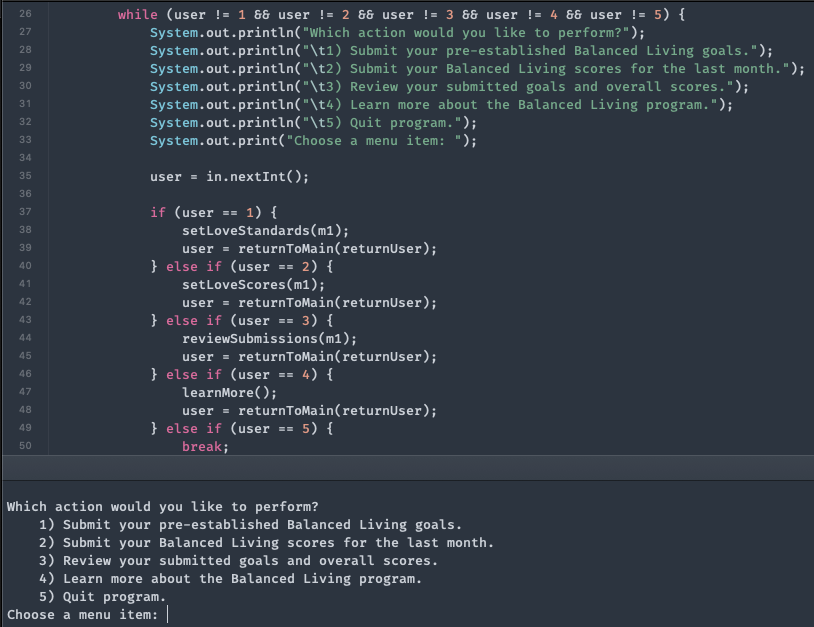 26 while (user != 1 && user != 2 && user != 3 && user != 4 && user != 5) {
27 System.out.println("Which action would you like to perform?");
28 System.out.println("\t1) Submit your pre-established Balanced Living goals.");
29 System.out.println("\t2) Submit your Balanced Living scores for the last month.");
30 System.out.println("\t3) Review your submitted goals and overall scores.");
31 System.out.println("\t4) Learn more about the Balanced Living program.");
32 System.out.println("\t5) Quit program.");
33 System.out.print("Choose a menu item: ");
34
35 user = in.nextInt();
36
37 if (user == 1) {
38 setLoveStandards(m1);
39 user = returnToMain(returnUser);
40 } else if (user == 2) {
41 setLoveScores(m1);
42 user = returnToMain(returnUser);
43 } else if (user == 3) {
44 reviewSubmissions(m1);
45 user = returnToMain(returnUser);
46 } else if (user == 4) {
47 learnMore();
48 user = returnToMain(returnUser);
49 } else if (user == 5) {
50 break;
Which action would you like to perform?
1) Submit your pre-established Balanced Living goals.
2) Submit your Balanced Living scores for the last month.
3) Review your submitted goals and overall scores.
4) Learn more about the Balanced Living program.
5) Quit program.
Choose a menu item: